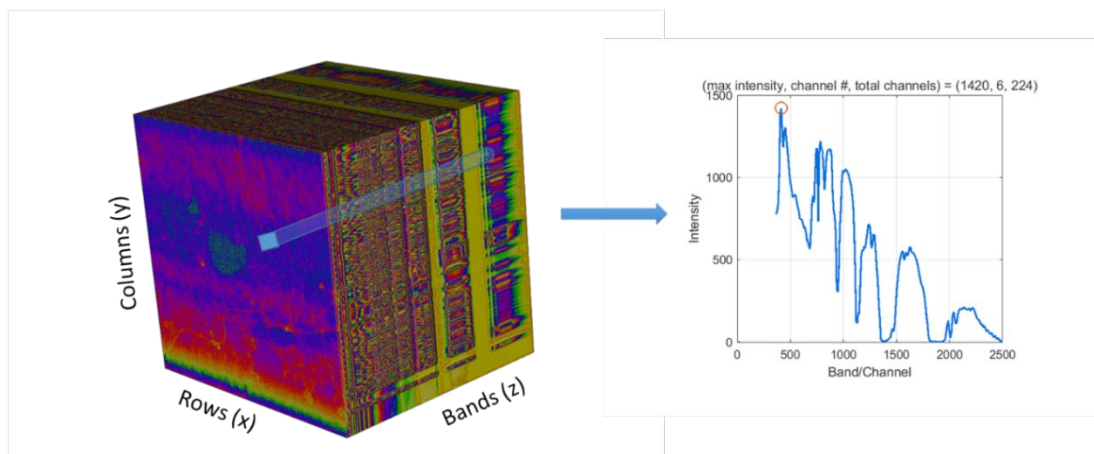 Columns (y)
Rows (x)
Bands (z)
(max intensity, channel #, total channels) = (1420, 6, 224)
1500
1000
500
0
Intensity
0 500 1000 1500 2000 2500
Band/Channel